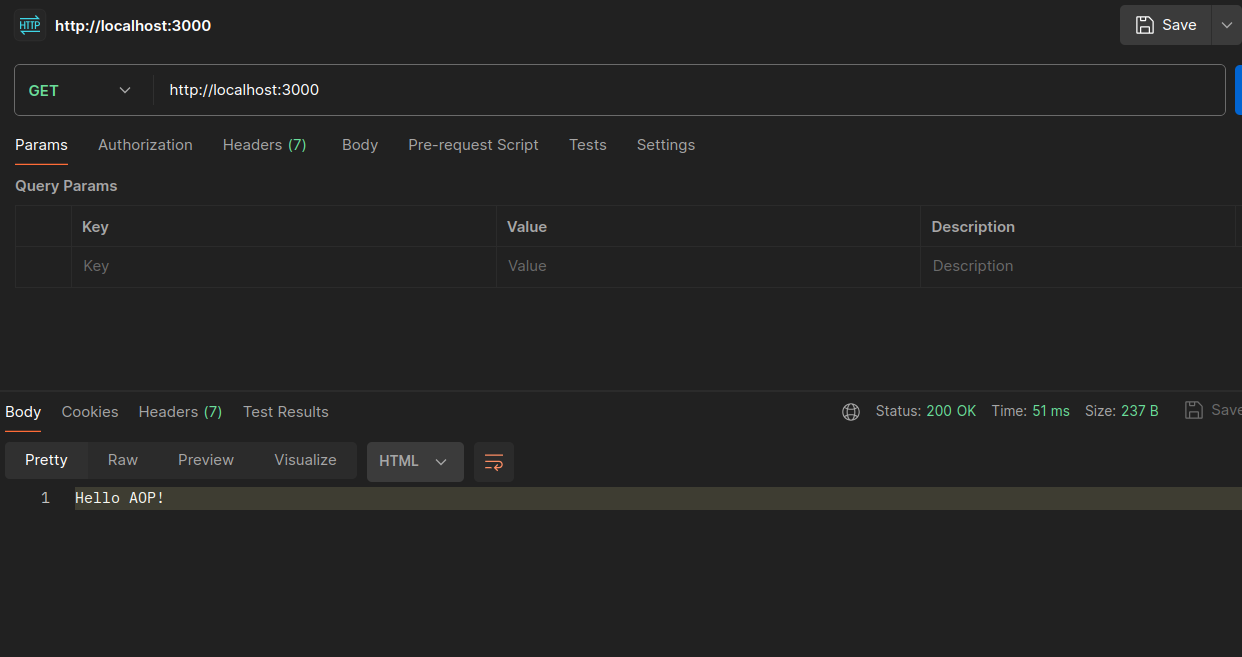 HTTP http://localhost:3000 Save
GET http://localhost:3000
Params Authorization Headers (7) Body Pre-request Script Tests Settings
Query Params
Key Value Description
Key Value Description
Body Cookies Headers (7) Test Results Status: 200 OK Time: 51 ms Size: 237 B Save
Pretty Raw Preview Visualize HTML
1 Hello AOP!